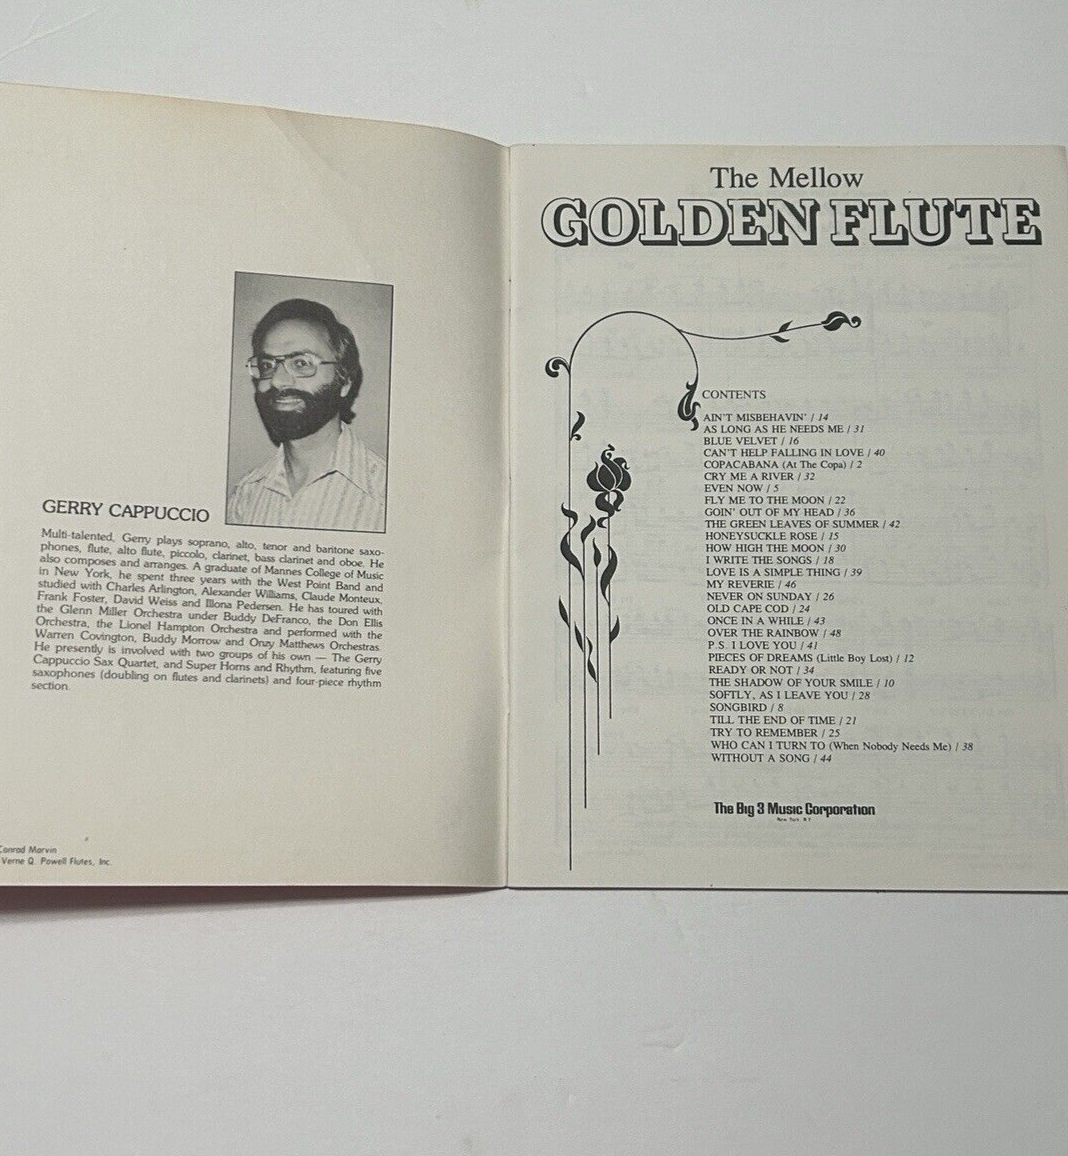 GERRY CAPPUCCIO
Multi-talented, Gerry plays soprano, alto, tenor and baritone saxo-
phones, flute, alto flute, piccolo, clarinet, bass clarinet and oboe. He
also composes and arranges. A graduate of Mannes College of Music
in New York, he spent three years with the West Point Band and
studied with Charles Arlington, Alexander Williams, Claude Monteux,
Frank Foster, David Weiss and Illona Pedersen. He has toured with
the Glenn Miller Orchestra under Buddy DeFranco, the Don Ellis
Orchestra, the Lionel Hampton Orchestra and performed with the
Warren Covington, Buddy Morrow and Onzy Matthews Orchestras.
He presently is involved with two groups of his own — The Gerry
Cappuccio Sax Quartet, and Super Horns and Rhythm, featuring five
saxophones (doubling on flutes and clarinets) and four-piece rhythm
section.
Conrad Marvin
Verne Q. Powell Flutes, Inc.
The Mellow
GOLDEN FLUTE
CONTENTS
AIN'T MISBEHAVIN' / 14
AS LONG AS HE NEEDS ME / 31
BLUE VELVET / 16
CAN'T HELP FALLING IN LOVE / 40
COPACABANA (At The Copa) / 2
CRY ME A RIVER / 32
EVEN NOW / 5
FLY ME TO THE MOON / 22
GOIN' OUT OF MY HEAD / 36
THE GREEN LEAVES OF SUMMER / 42
HONEYSUCKLE ROSE / 15
HOW HIGH THE MOON / 30
I WRITE THE SONGS / 18
LOVE IS A SIMPLE THING / 39
MY REVERIE / 46
NEVER ON SUNDAY / 26
OLD CAPE COD / 24
ONCE IN A WHILE / 43
OVER THE RAINBOW / 48
P.S. I LOVE YOU / 41
PIECES OF DREAMS (Little Boy Lost) / 12
READY OR NOT / 34
THE SHADOW OF YOUR SMILE / 10
SOFTLY, AS I LEAVE YOU / 28
SONGBIRD / 8
TILL THE END OF TIME / 21
TRY TO REMEMBER / 25
WHO CAN I TURN TO (When Nobody Needs Me) / 38
WITHOUT A SONG / 44
The Big 3 Music Corporation
New York, N.Y.